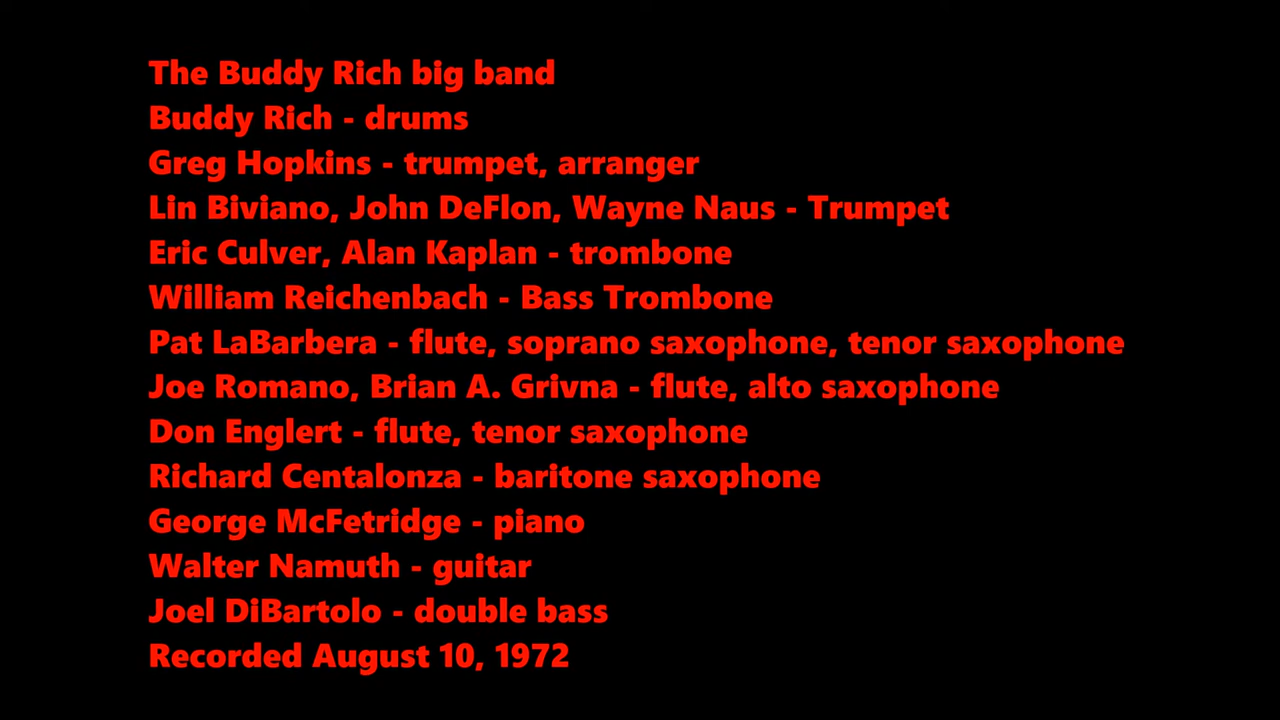 The Buddy Rich big band
Buddy Rich - drums
Greg Hopkins - trumpet, arranger
Lin Biviano, John DeFlon, Wayne Naus - Trumpet
Eric Culver, Alan Kaplan - trombone
William Reichenbach - Bass Trombone
Pat LaBarbera - flute, soprano saxophone, tenor saxophone
Joe Romano, Brian A. Grivna - flute, alto saxophone
Don Englert - flute, tenor saxophone
Richard Centalonza - baritone saxophone
George McFetridge - piano
Walter Namuth - guitar
Joel DiBartolo - double bass
Recorded August 10, 1972